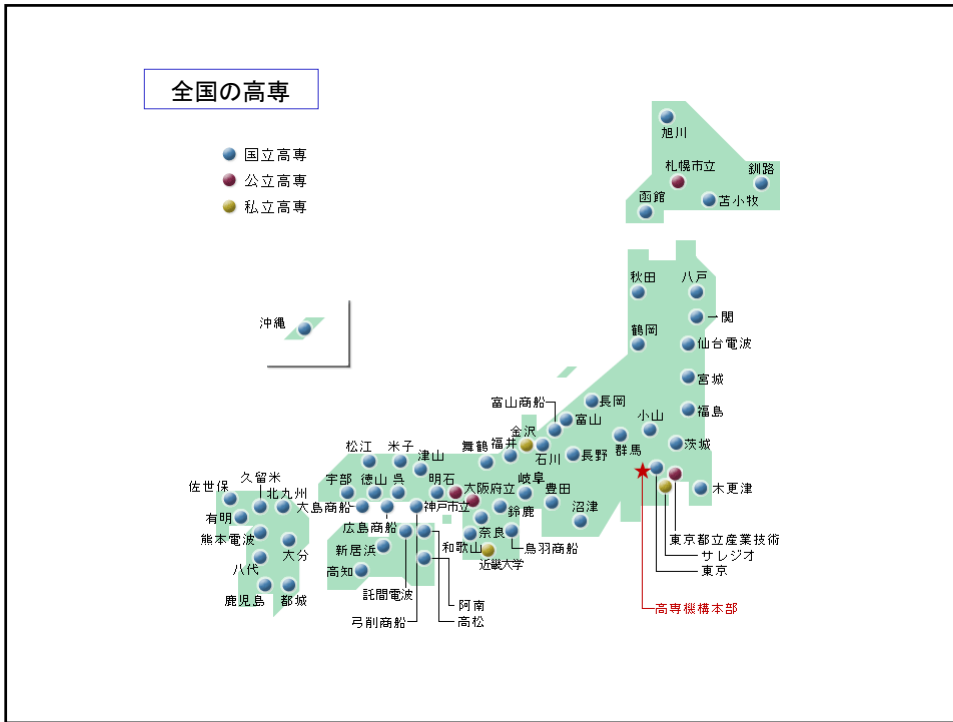 全国の高専
国立高専
公立高専
私立高専
旭川
札幌市立
釧路
函館
苫小牧
秋田
八戸
一関
鶴岡
仙台電波
宮城
福島
沖縄
長岡
富山商船
富山
小山
茨城
金沢
石川
長野
群馬
福井
舞鶴
松江
米子
津山
木更津
岐阜
豊田
沼津
宇部
徳山
呉
明石
大阪府立
神戸市立
鈴鹿
久留米
佐世保
北九州
大島商船
有明
熊本電波
大分
八代
鹿児島
都城
広島商船
新居浜
高知
奈良
鳥羽商船
和歌山
近畿大学
託間電波
弓削商船
阿南
高松
東京都立産業技術
サレジオ
東京
高専機構本部